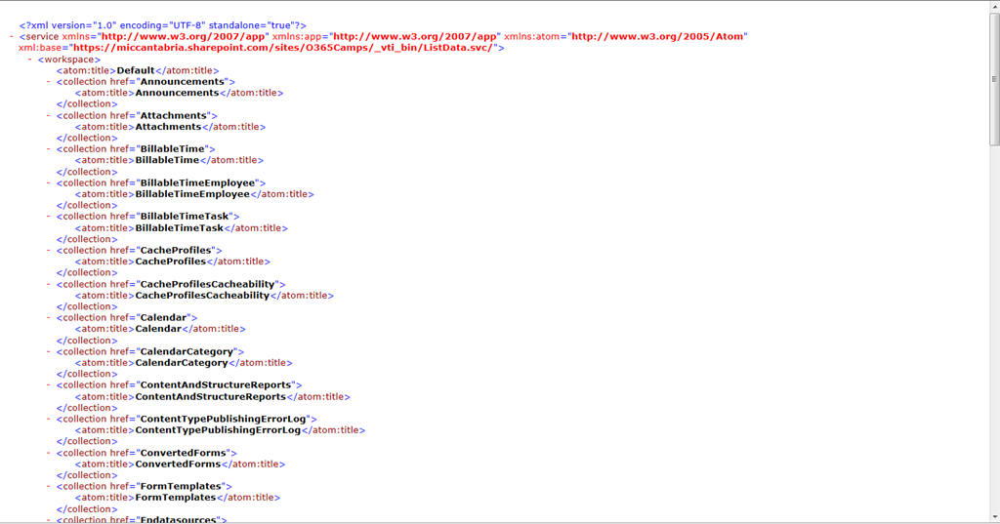 <?xml version="1.0" encoding="UTF-8" standalone="true"?>
- <service xmlns="http://www.w3.org/2007/app" xmlns:app="http://www.w3.org/2007/app" xmlns:atom="http://www.w3.org/2005/Atom"
xml:base="https://miccantabria.sharepoint.com/sites/O365Camps/_vti_bin/ListData.svc/">
- <workspace>
<atom:title>Default</atom:title>
- <collection href="Announcements">
<atom:title>Announcements</atom:title>
</collection>
- <collection href="Attachments">
<atom:title>Attachments</atom:title>
</collection>
- <collection href="BillableTime">
<atom:title>BillableTime</atom:title>
</collection>
- <collection href="BillableTimeEmployee">
<atom:title>BillableTimeEmployee</atom:title>
</collection>
- <collection href="BillableTimeTask">
<atom:title>BillableTimeTask</atom:title>
</collection>
- <collection href="CacheProfiles">
<atom:title>CacheProfiles</atom:title>
</collection>
- <collection href="CacheProfilesCacheability">
<atom:title>CacheProfilesCacheability</atom:title>
</collection>
- <collection href="Calendar">
<atom:title>Calendar</atom:title>
</collection>
- <collection href="CalendarCategory">
<atom:title>CalendarCategory</atom:title>
</collection>
- <collection href="ContentAndStructureReports">
<atom:title>ContentAndStructureReports</atom:title>
</collection>
- <collection href="ContentTypePublishingErrorLog">
<atom:title>ContentTypePublishingErrorLog</atom:title>
</collection>
- <collection href="ConvertedForms">
<atom:title>ConvertedForms</atom:title>
</collection>
- <collection href="FormTemplates">
<atom:title>FormTemplates</atom:title>
</collection>
- <collection href="Fpdatasources">